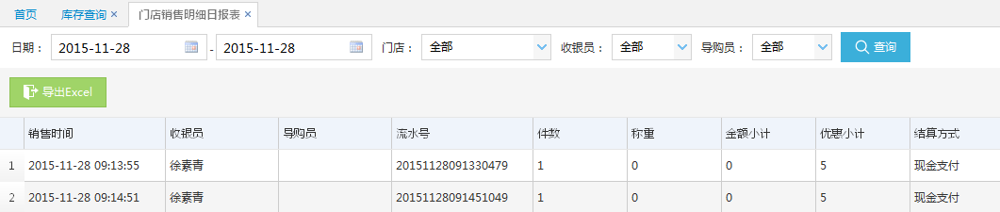 首页 库存查询 × 门店销售明细日报表 ×
日期： 2015-11-28 - 2015-11-28 门店： 全部 收银员： 全部 导购员： 全部 查询
导出Excel
销售时间 收银员 导购员 流水号 件数 称重 金额小计 优惠小计 结算方式
1 2015-11-28 09:13:55 徐素青 20151128091330479 1 0 0 5 现金支付
2 2015-11-28 09:14:51 徐素青 20151128091451049 1 0 0 5 现金支付